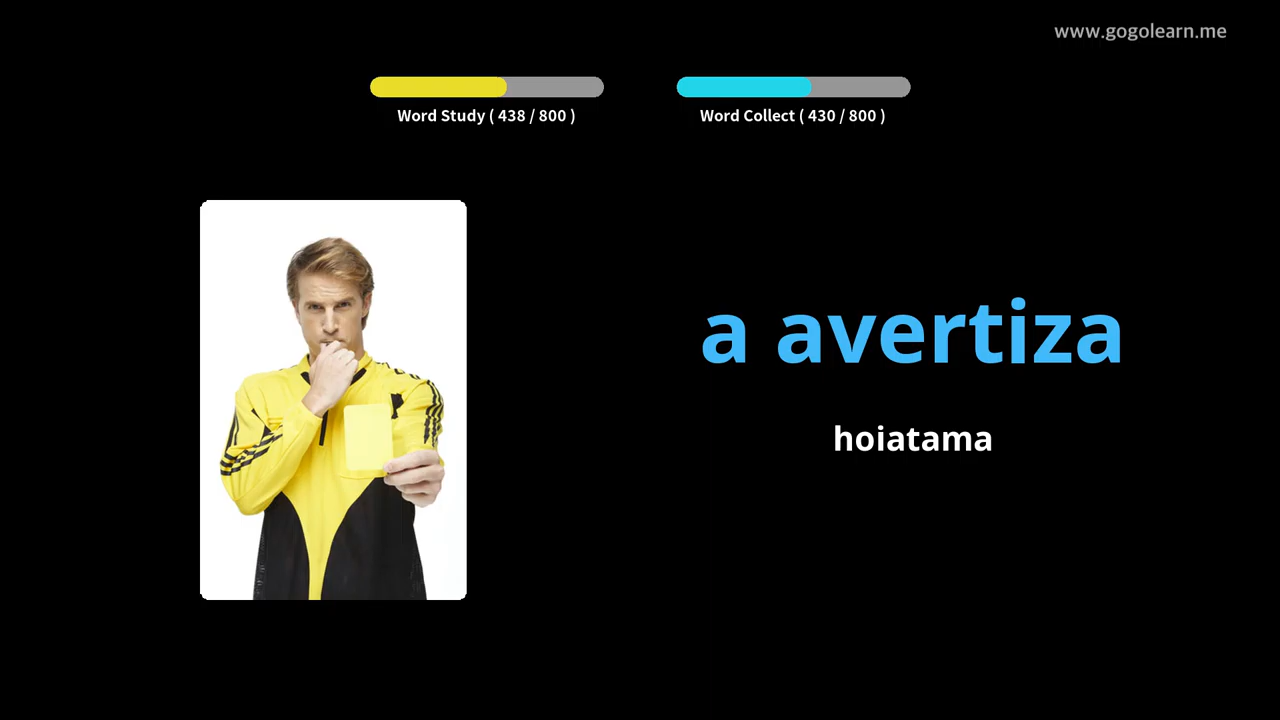 www.gogolearn.me
Word Study ( 438 / 800 )
Word Collect ( 430 / 800 )
a avertiza
hoiatama